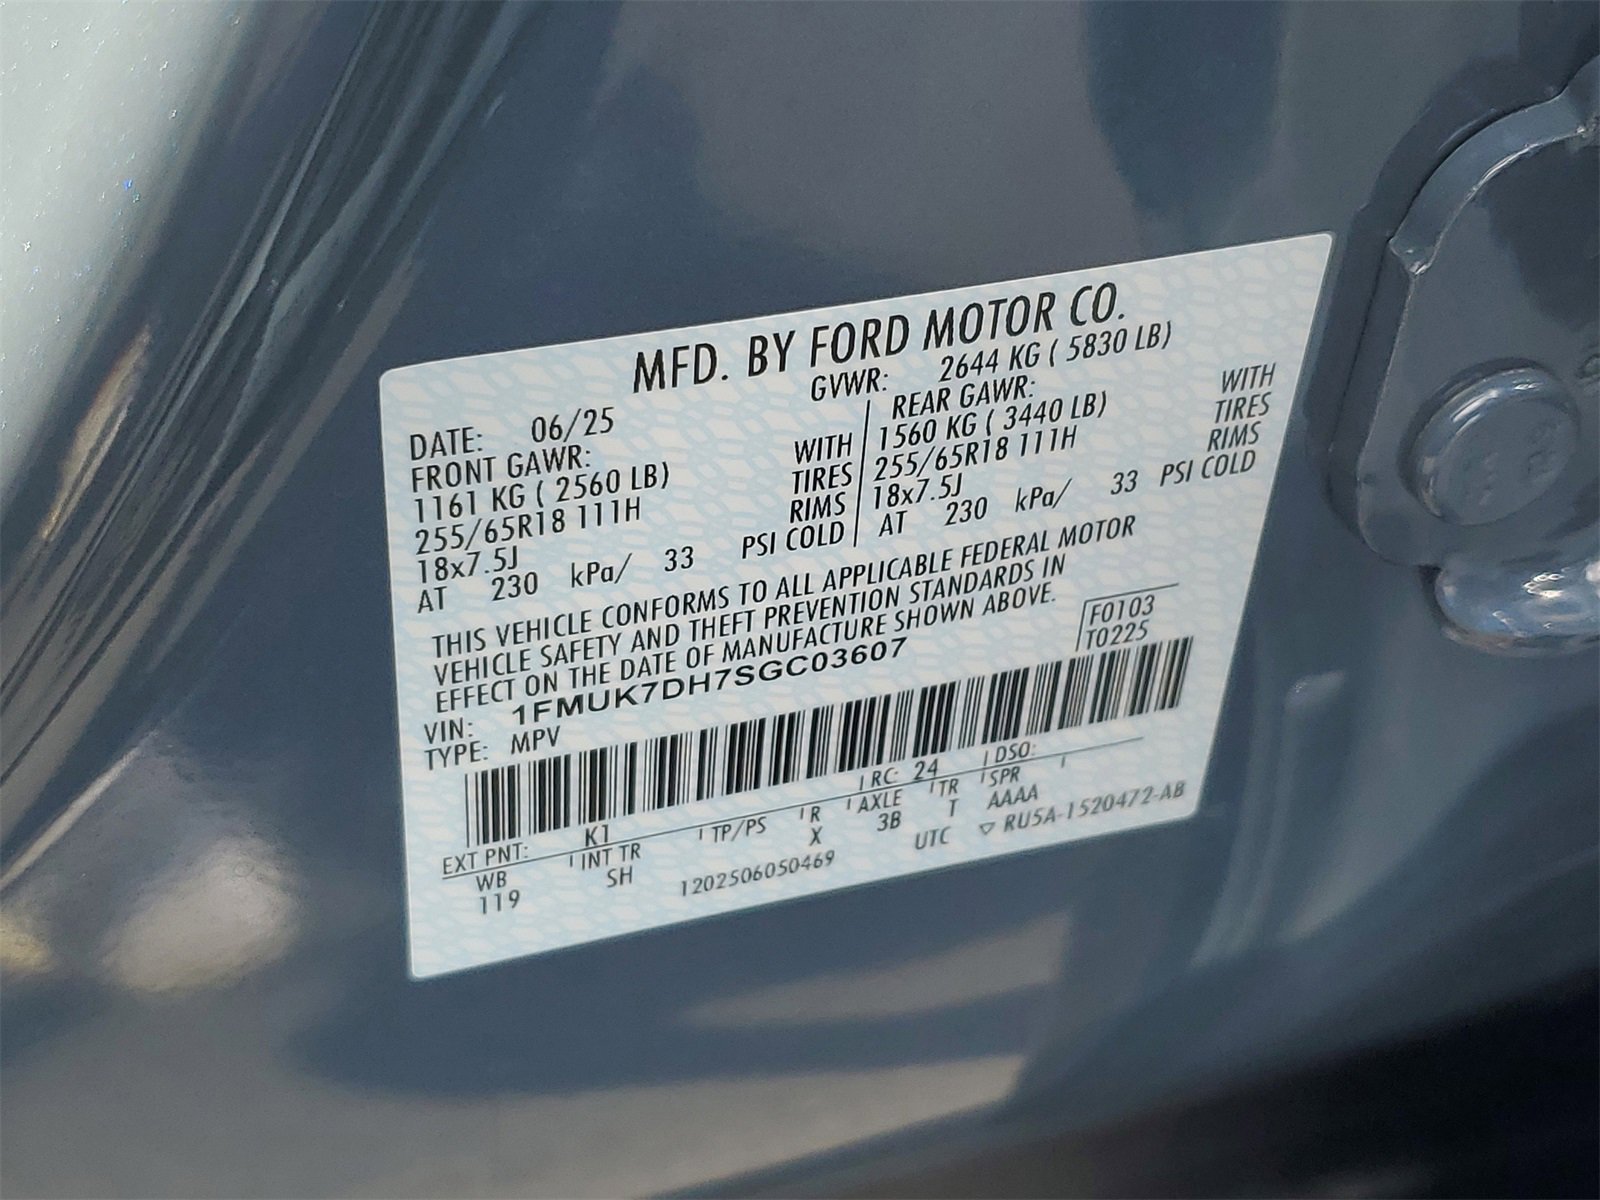 MFD. BY FORD MOTOR CO.
DATE: 06/25 GVWR: 2644 KG ( 5830 LB)
FRONT GAWR: REAR GAWR:
1161 KG ( 2560 LB) WITH 1560 KG ( 3440 LB) WITH
255/65R18 111H TIRES 255/65R18 111H TIRES
18x7.5J RIMS 18x7.5J RIMS
AT 230 kPa/ 33 PSI COLD AT 230 kPa/ 33 PSI COLD
THIS VEHICLE CONFORMS TO ALL APPLICABLE FEDERAL MOTOR
VEHICLE SAFETY AND THEFT PREVENTION STANDARDS IN
EFFECT ON THE DATE OF MANUFACTURE SHOWN ABOVE.
F0103
T0225
VIN: 1FMUK7DH7SGC03607
TYPE: MPV
EXT PNT: K1 RC: 24 DSO:
WB INT TR TP/PS R AXLE TR SPR
119 SH X 3B T AAAA
1202506050469 UTC ▽ RU5A-1520472-AB